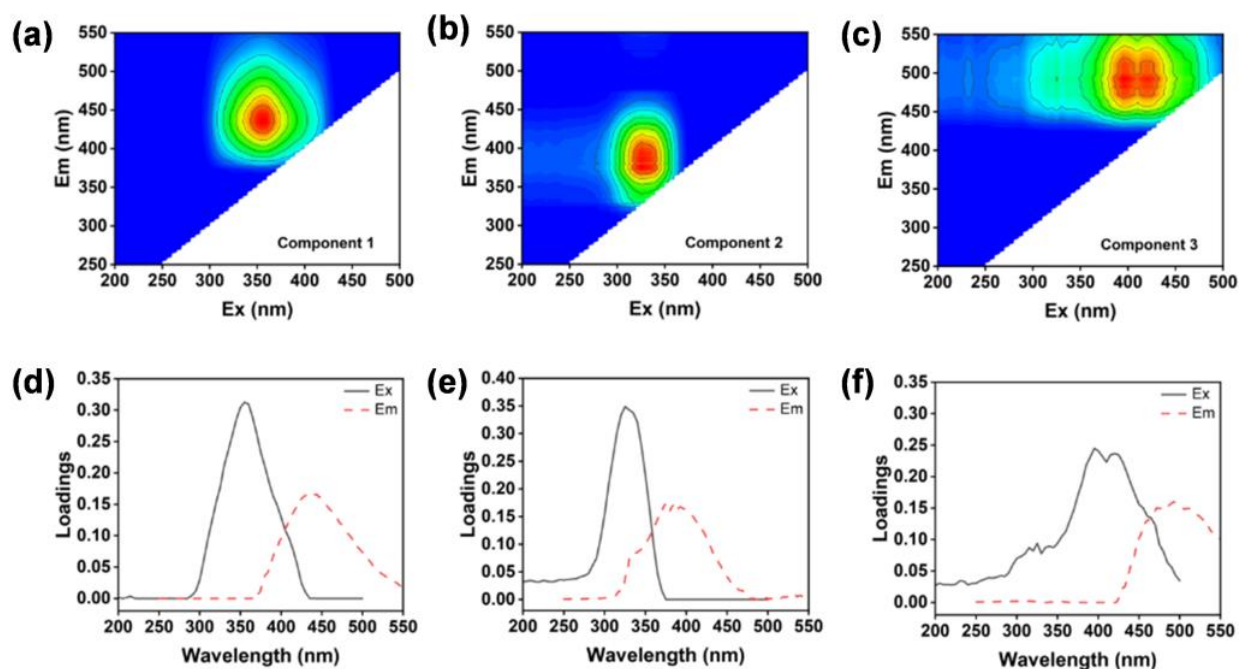 (a)
550
500
450
400
350
300
250
Em (nm)
200 250 300 350 400 450 500
Ex (nm)
Component 1
(b)
550
500
450
400
350
300
250
Em (nm)
200 250 300 350 400 450 500
Ex (nm)
Component 2
(c)
550
500
450
400
350
300
250
Em (nm)
200 250 300 350 400 450 500
Ex (nm)
Component 3
(d)
0.35
0.30
0.25
0.20
0.15
0.10
0.05
0.00
Loadings
Ex
Em
200 250 300 350 400 450 500 550
Wavelength (nm)
(e)
0.40
0.35
0.30
0.25
0.20
0.15
0.10
0.05
0.00
Loadings
Ex
Em
200 250 300 350 400 450 500 550
Wavelength (nm)
(f)
0.35
0.30
0.25
0.20
0.15
0.10
0.05
0.00
Loadings
Ex
Em
200 250 300 350 400 450 500 550
Wavelength (nm)